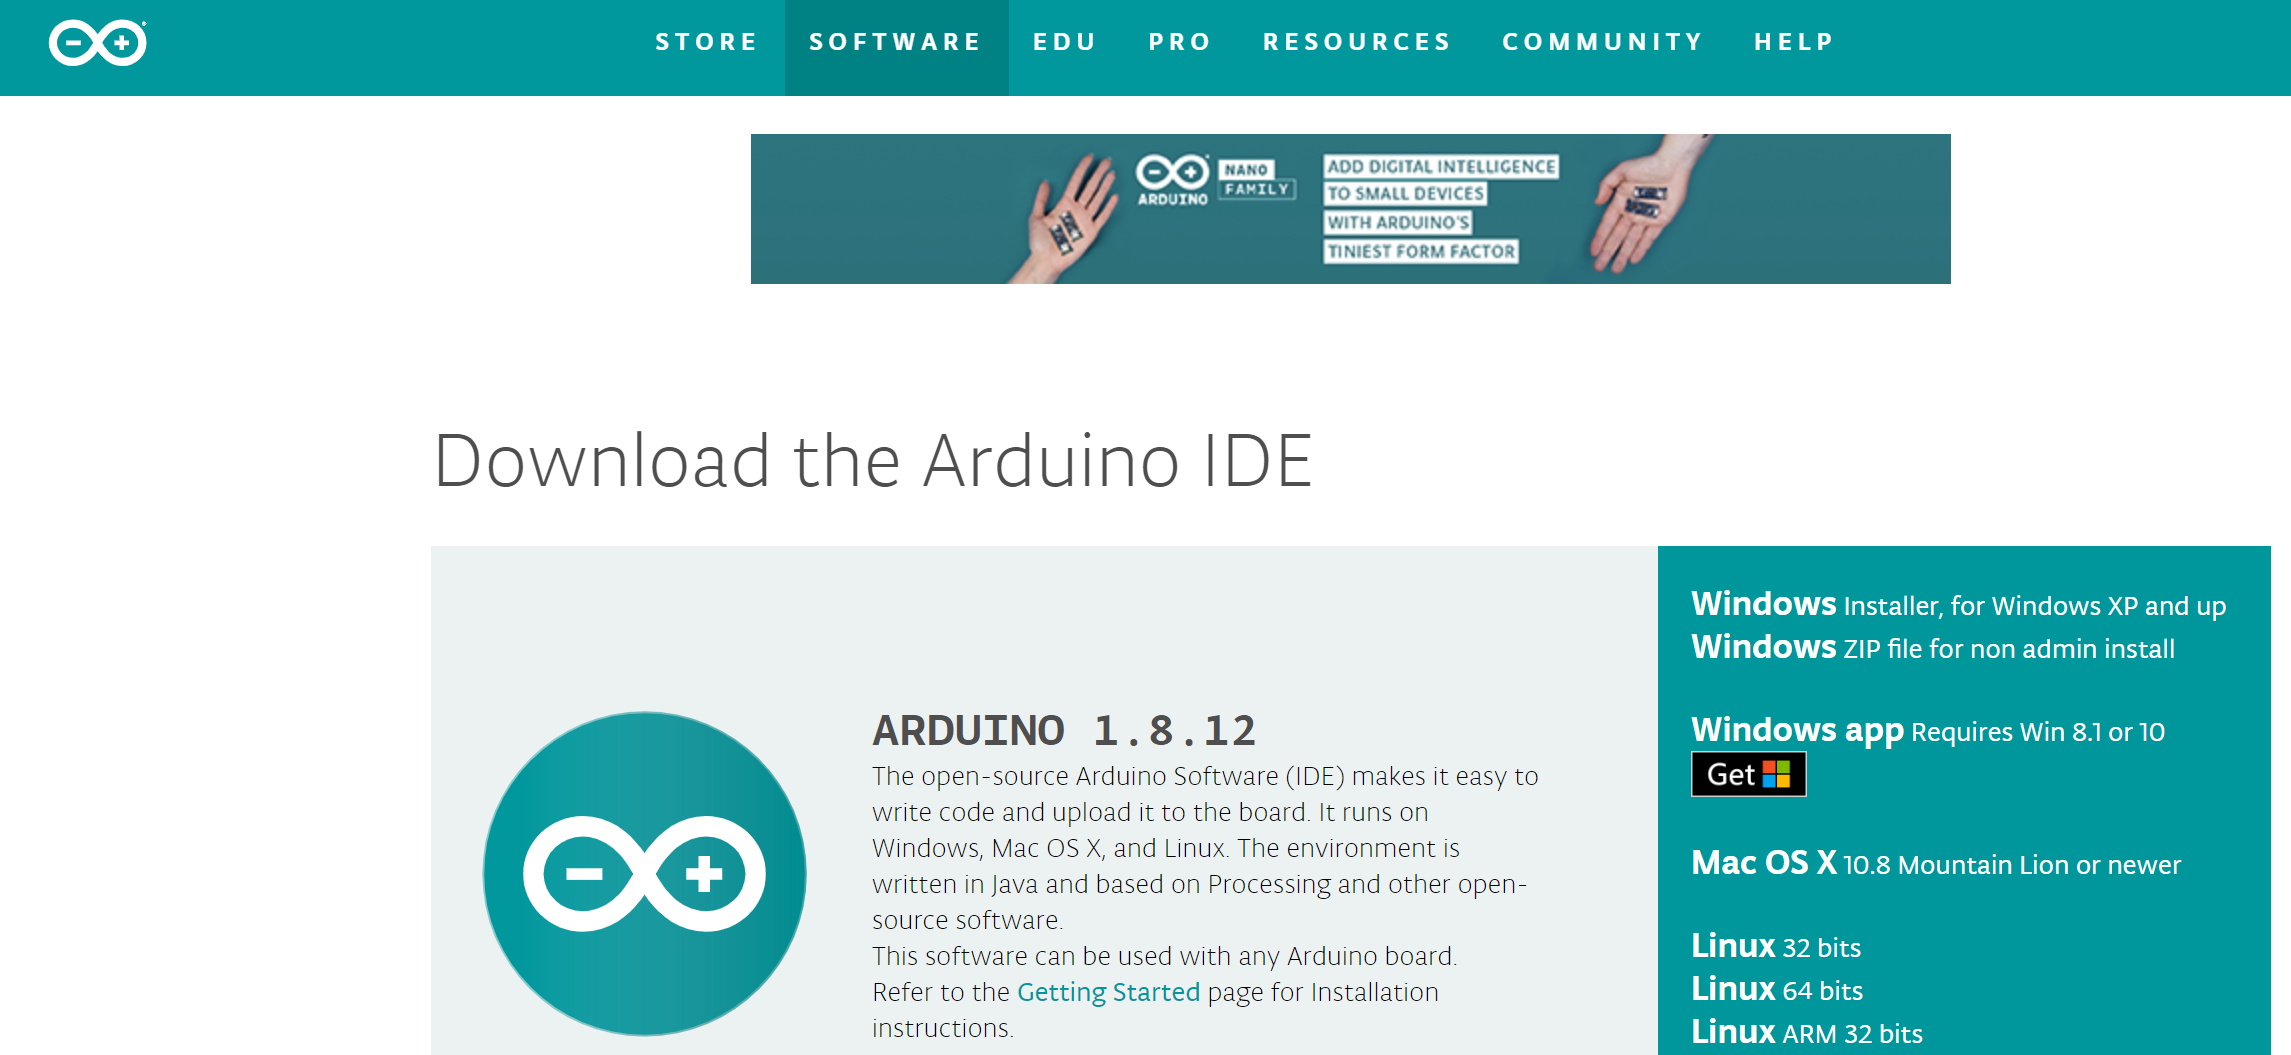 STORE SOFTWARE EDU PRO RESOURCES COMMUNITY HELP
ARDUINO
NANO
FAMILY
ADD DIGITAL INTELLIGENCE
TO SMALL DEVICES
WITH ARDUINO'S
TINIEST FORM FACTOR
Download the Arduino IDE
ARDUINO 1.8.12
The open-source Arduino Software (IDE) makes it easy to
write code and upload it to the board. It runs on
Windows, Mac OS X, and Linux. The environment is
written in Java and based on Processing and other open-
source software.
This software can be used with any Arduino board.
Refer to the Getting Started page for Installation
instructions.
Windows Installer, for Windows XP and up
Windows ZIP file for non admin install
Windows app Requires Win 8.1 or 10
Get
Mac OS X 10.8 Mountain Lion or newer
Linux 32 bits
Linux 64 bits
Linux ARM 32 bits